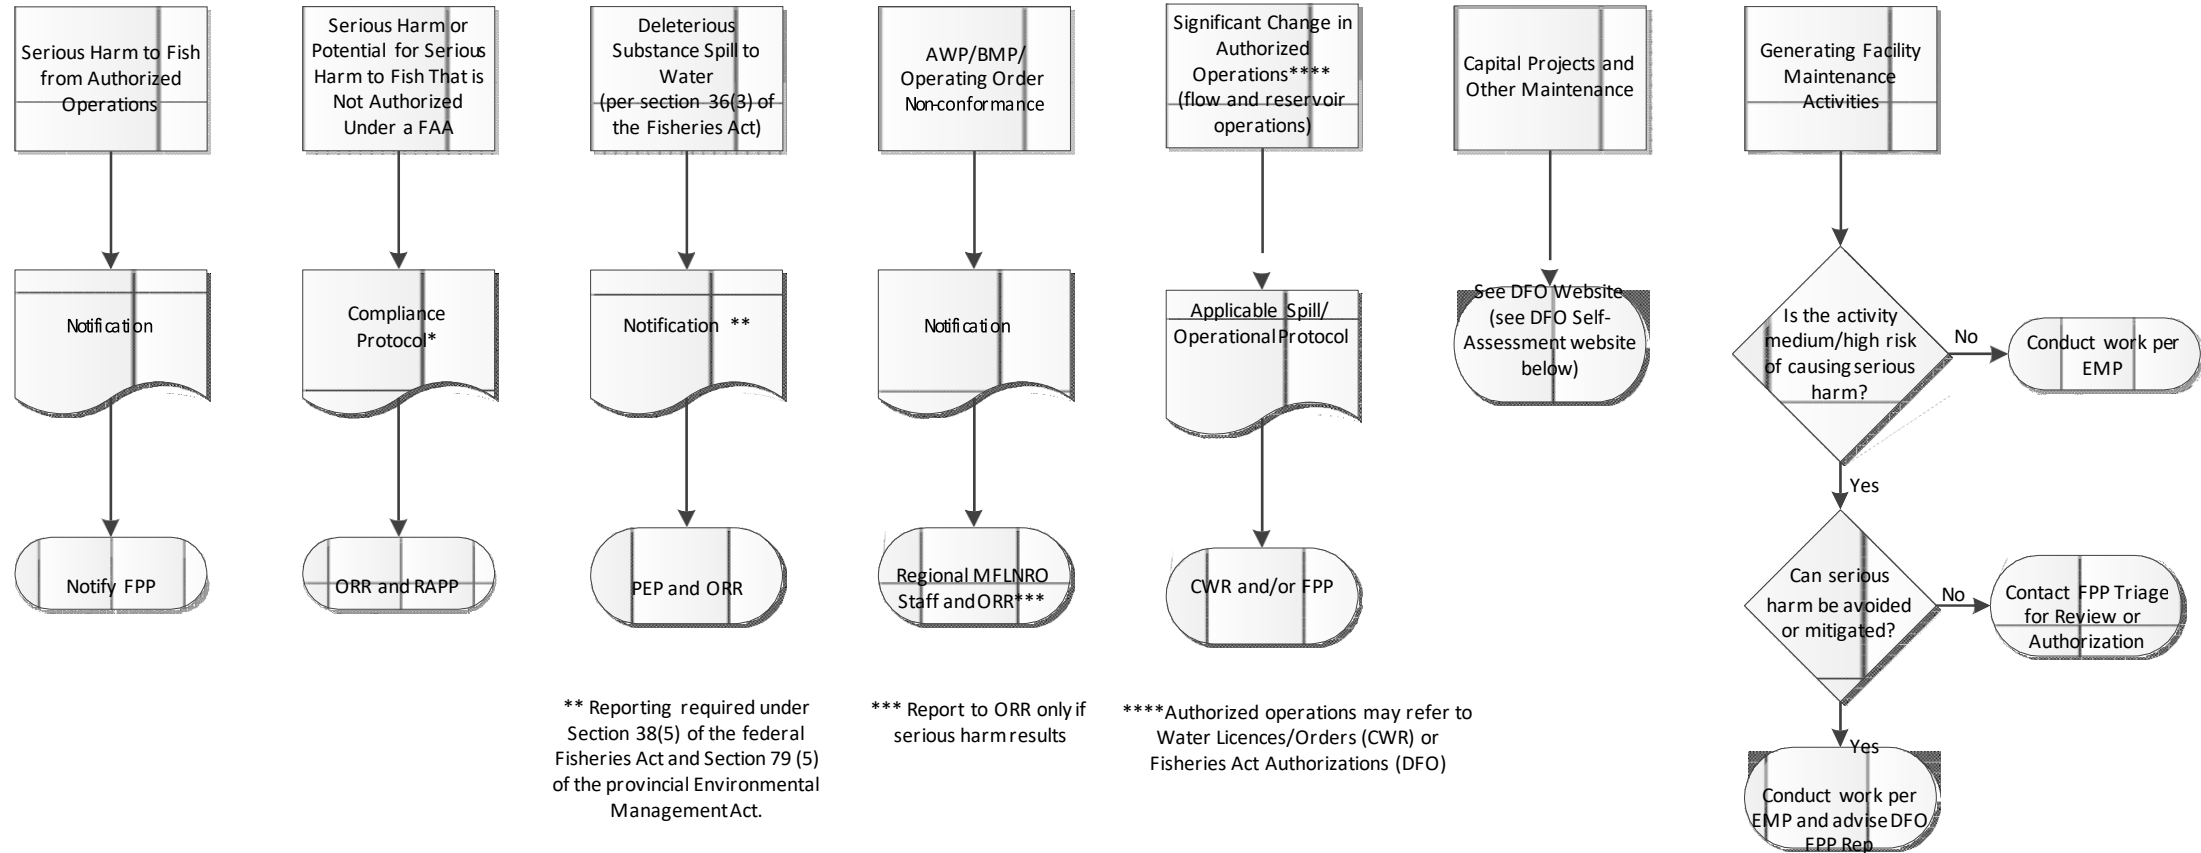 Serious Harm to Fish
from Authorized
Operations
Serious Harm or
Potential for Serious
Harm to Fish That is
Not Authorized
Under a FAA
Deleterious
Substance Spill to
Water
(per section 36(3) of
the Fisheries Act)
AWP/BMP/
Operating Order
Non-conformance
Significant Change in
Authorized
Operations****
(flow and reservoir
operations)
Capital Projects and
Other Maintenance
Generating Facility
Maintenance
Activities
Notification
Compliance
Protocol*
Notification **
Notification
Applicable Spill/
Operational Protocol
See DFO Website
(see DFO Self-
Assessment website
below)
Is the activity
medium/high risk
of causing serious
harm?
No
Conduct work per
EMP
Yes
Notify FPP
ORR and RAPP
PEP and ORR
Regional MFLNRO
Staff and ORR***
CWR and/or FPP
Can serious
harm be avoided
or mitigated?
No
Contact FPP Triage
for Review or
Authorization
Yes
Conduct work per
EMP and advise DFO
FPP Rep
** Reporting required under
Section 38(5) of the federal
Fisheries Act and Section 79 (5)
of the provincial Environmental
Management Act.
*** Report to ORR only if
serious harm results
****Authorized operations may refer to
Water Licences/Orders (CWR) or
Fisheries Act Authorizations (DFO)